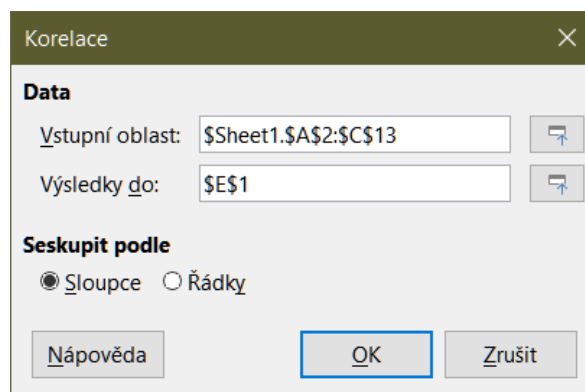 Korelace
Data
Vstupní oblast: $Sheet1.$A$2:$C$13
Výsledky do: $E$1
Seskupit podle
Sloupce Řádky
Nápověda OK Zrušit